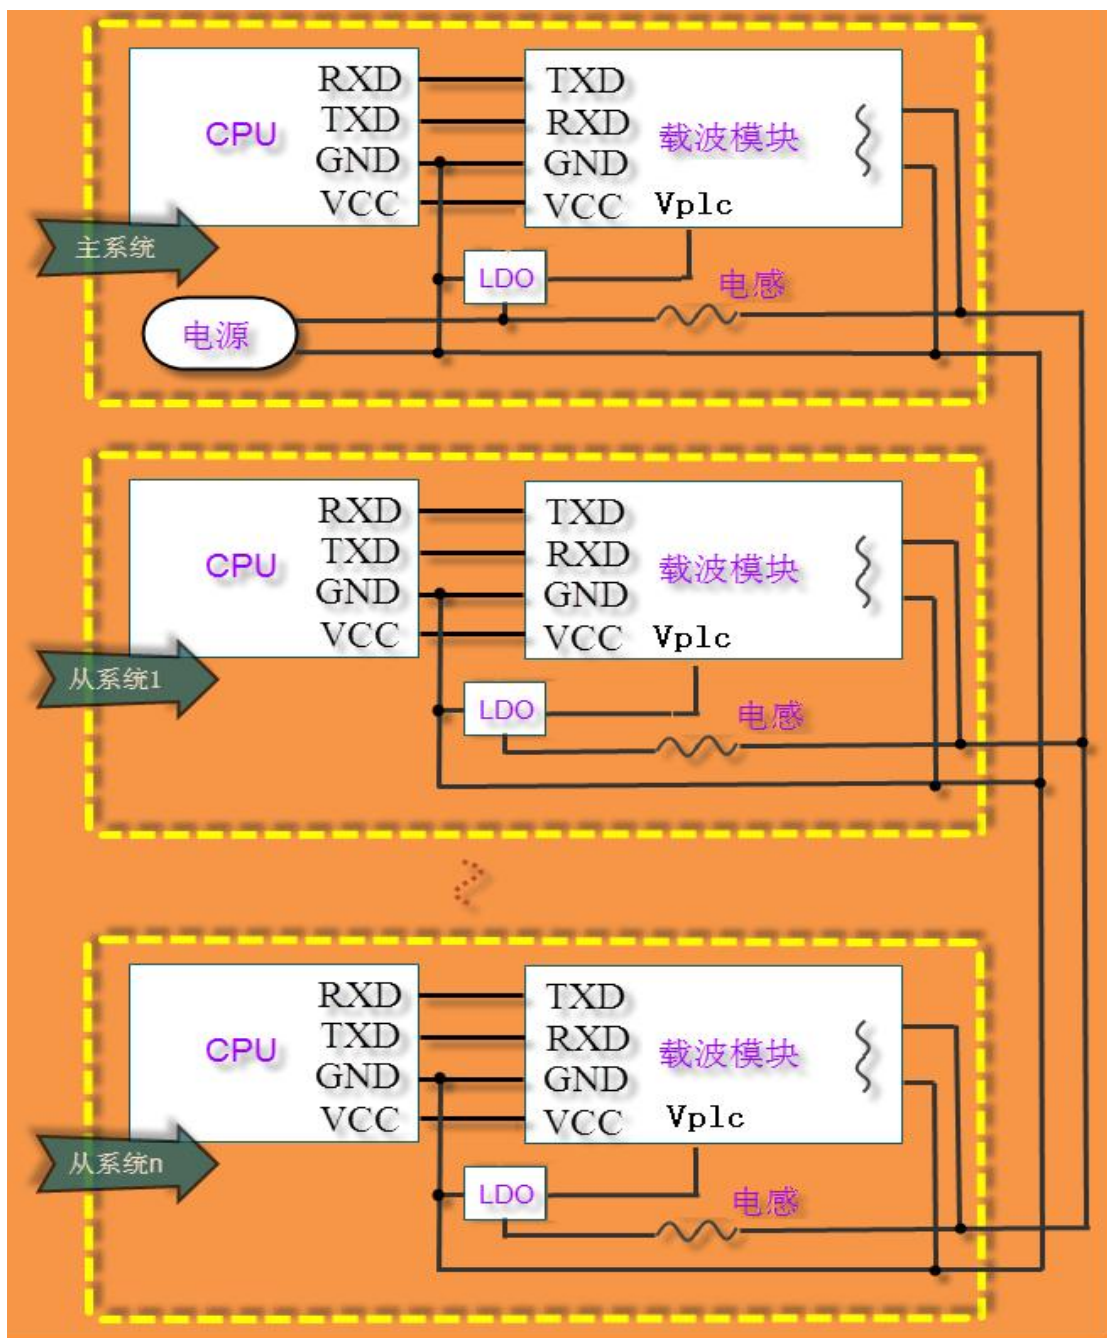 RXD
TXD
CPU
TXD
RXD
载波模块
GND
GND
VCC
VCC
Vplc
主系统
LDO
电感
电源
RXD
TXD
CPU
TXD
RXD
载波模块
GND
GND
VCC
VCC
Vplc
从系统1
LDO
电感
RXD
TXD
CPU
TXD
RXD
载波模块
GND
GND
VCC
VCC
Vplc
从系统n
LDO
电感